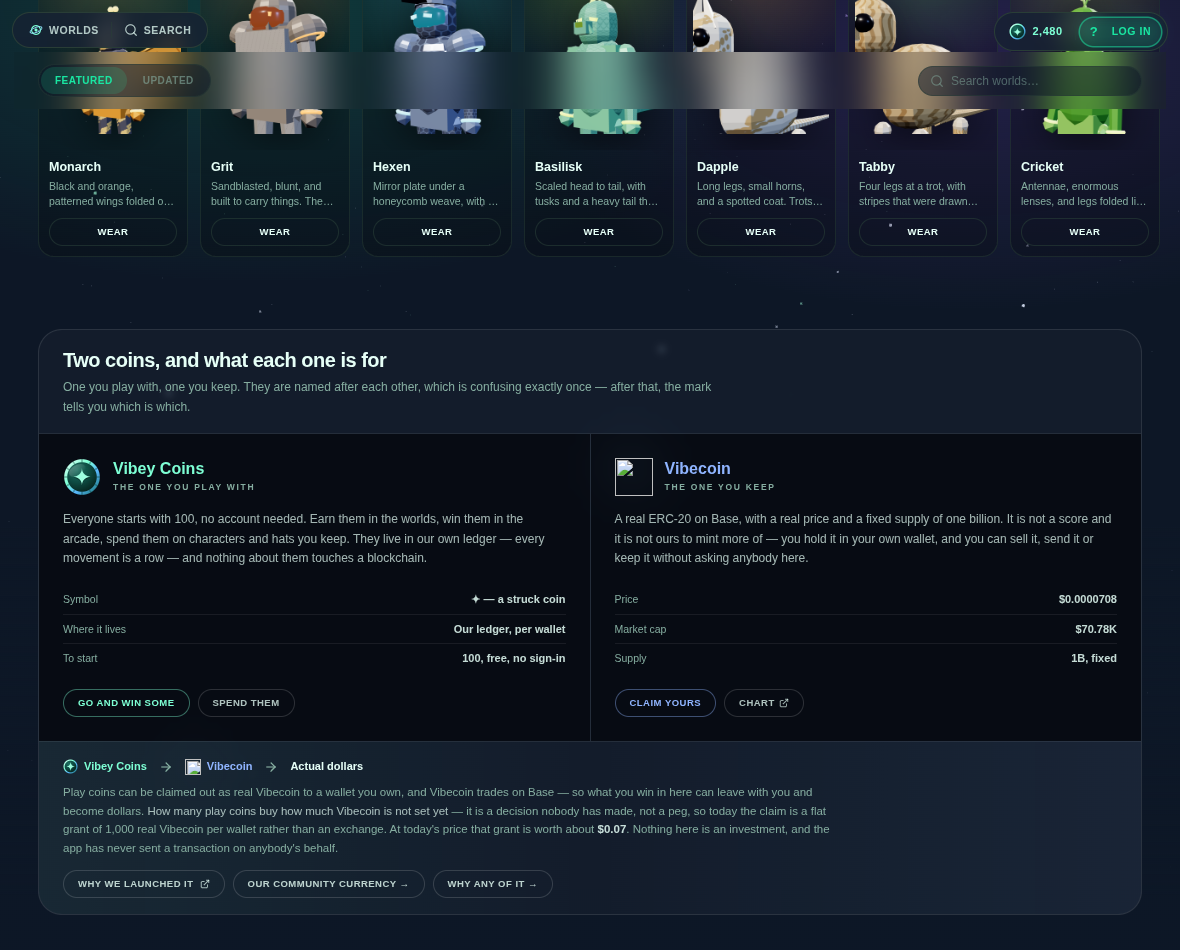 WORLDS SEARCH 2,480 ? LOG IN
FEATURED UPDATED Search worlds...
Monarch
Black and orange,
patterned wings folded o...
WEAR
Grit
Sandblasted, blunt, and
built to carry things. The...
WEAR
Hexen
Mirror plate under a
honeycomb weave, with ...
WEAR
Basilisk
Scaled head to tail, with
tusks and a heavy tail th...
WEAR
Dapple
Long legs, small horns,
and a spotted coat. Trots...
WEAR
Tabby
Four legs at a trot, with
stripes that were drawn...
WEAR
Cricket
Antennae, enormous
lenses, and legs folded li...
WEAR
Two coins, and what each one is for
One you play with, one you keep. They are named after each other, which is confusing exactly once — after that, the mark
tells you which is which.
Vibey Coins
THE ONE YOU PLAY WITH
Everyone starts with 100, no account needed. Earn them in the worlds, win them in the
arcade, spend them on characters and hats you keep. They live in our own ledger — every
movement is a row — and nothing about them touches a blockchain.
Symbol ✦ — a struck coin
Where it lives Our ledger, per wallet
To start 100, free, no sign-in
GO AND WIN SOME SPEND THEM
Vibecoin
THE ONE YOU KEEP
A real ERC-20 on Base, with a real price and a fixed supply of one billion. It is not a score and
it is not ours to mint more of — you hold it in your own wallet, and you can sell it, send it or
keep it without asking anybody here.
Price $0.0000708
Market cap $70.78K
Supply 1B, fixed
CLAIM YOURS CHART
Vibey Coins → Vibecoin → Actual dollars
Play coins can be claimed out as real Vibecoin to a wallet you own, and Vibecoin trades on Base — so what you win in here can leave with you and
become dollars. How many play coins buy how much Vibecoin is not set yet — it is a decision nobody has made, not a peg, so today the claim is a flat
grant of 1,000 real Vibecoin per wallet rather than an exchange. At today's price that grant is worth about $0.07. Nothing here is an investment, and the
app has never sent a transaction on anybody's behalf.
WHY WE LAUNCHED IT OUR COMMUNITY CURRENCY → WHY ANY OF IT →